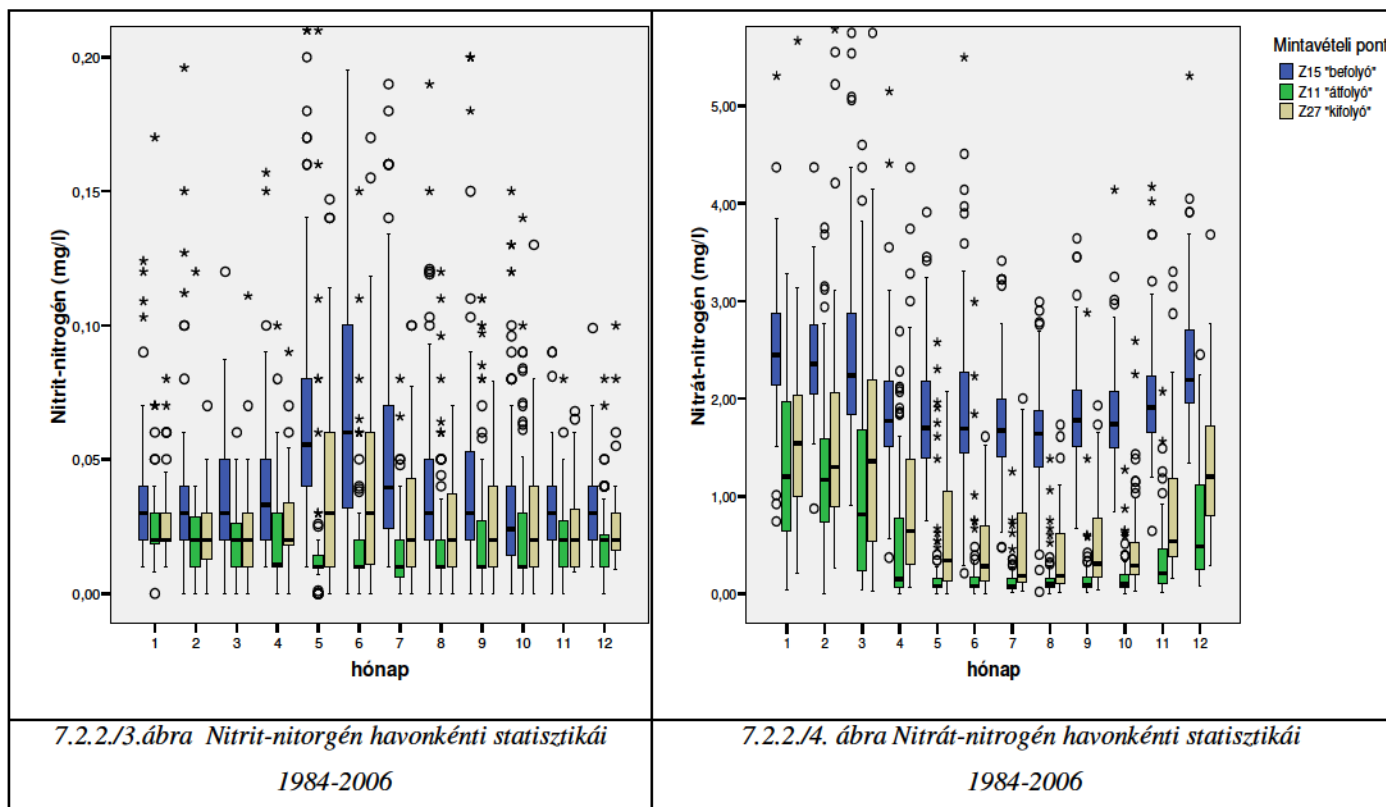 0,20
0,15
0,10
0,05
0,00
Nitrit-nitrogén (mg/l)
1 2 3 4 5 6 7 8 9 10 11 12
hónap
5,00
4,00
3,00
2,00
1,00
0,00
Nitrát-nitrogén (mg/l)
1 2 3 4 5 6 7 8 9 10 11 12
hónap
Mintavételi pont
Z15 "befolyó"
Z11 "átfolyó"
Z27 "kifolyó"
7.2.2./3.ábra Nitrit-nitorgén havonkénti statisztikái
1984-2006
7.2.2./4. ábra Nitrát-nitrogén havonkénti statisztikái
1984-2006